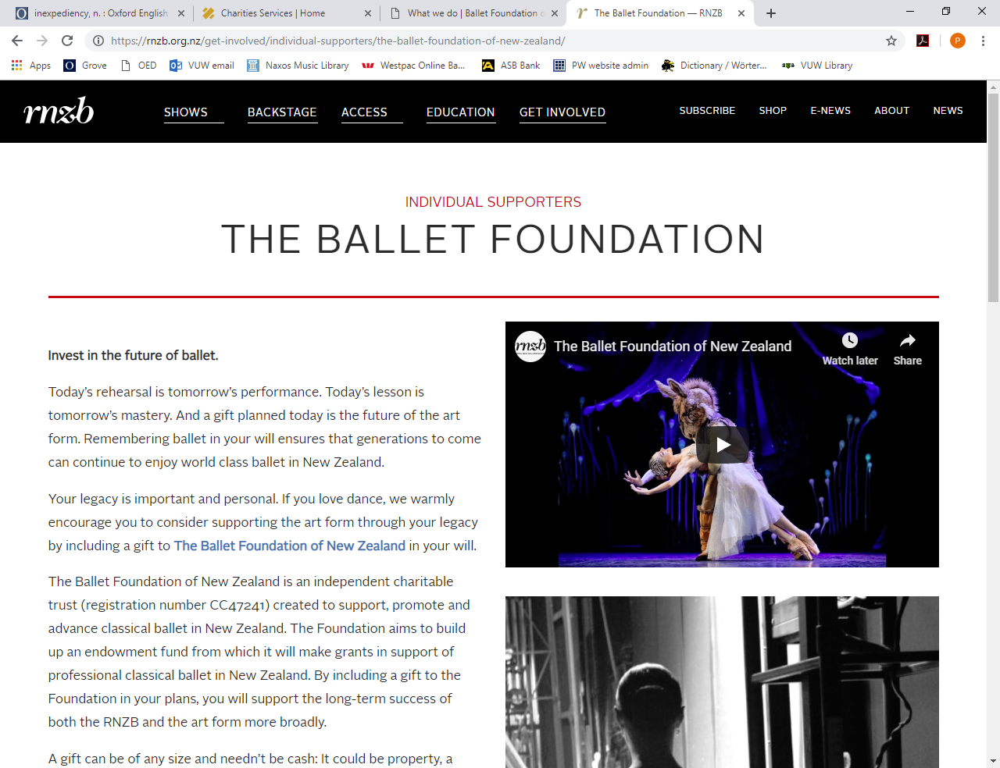 inexpediency, n. : Oxford English
Charities Services | Home
What we do | Ballet Foundation o
The Ballet Foundation — RNZB
https://rnzb.org.nz/get-involved/individual-supporters/the-ballet-foundation-of-new-zealand/
P
Apps
Grove
OED
VUW email
Naxos Music Library
Westpac Online Ba...
ASB Bank
PW website admin
Dictionary / Wörter...
VUW Library
rnzb
SHOWS
BACKSTAGE
ACCESS
EDUCATION
GET INVOLVED
SUBSCRIBE
SHOP
E-NEWS
ABOUT
NEWS
INDIVIDUAL SUPPORTERS
THE BALLET FOUNDATION
Invest in the future of ballet.
Today’s rehearsal is tomorrow’s performance. Today’s lesson is
tomorrow’s mastery. And a gift planned today is the future of the art
form. Remembering ballet in your will ensures that generations to come
can continue to enjoy world class ballet in New Zealand.
Your legacy is important and personal. If you love dance, we warmly
encourage you to consider supporting the art form through your legacy
by including a gift to The Ballet Foundation of New Zealand in your will.
The Ballet Foundation of New Zealand is an independent charitable
trust (registration number CC47241) created to support, promote and
advance classical ballet in New Zealand. The Foundation aims to build
up an endowment fund from which it will make grants in support of
professional classical ballet in New Zealand. By including a gift to the
Foundation in your plans, you will support the long-term success of
both the RNZB and the art form more broadly.
A gift can be of any size and needn’t be cash: It could be property, a
rnzb
The Ballet Foundation of New Zealand
Watch later
Share